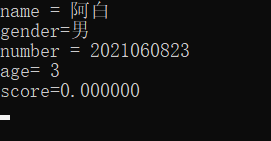 name = 阿白
gender=男
number = 2021060823
age= 3
score=0.000000